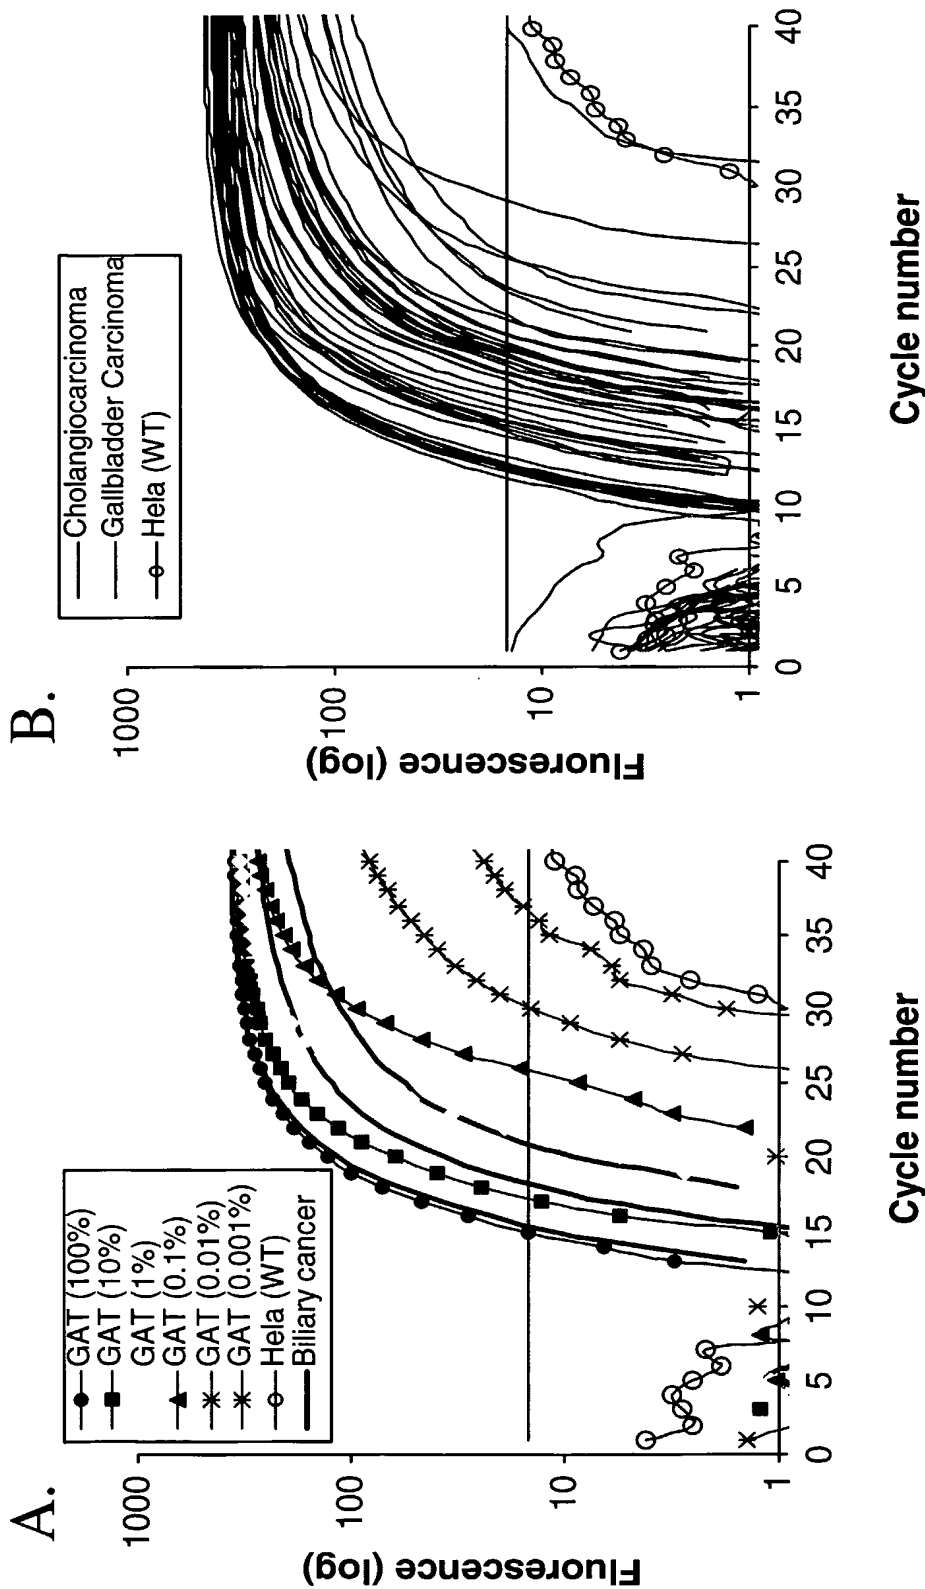 A.
Fluorescence (log)
1000
100
10
1
GAT (100%)
GAT (10%)
GAT (1%)
GAT (0.1%)
GAT (0.01%)
GAT (0.001%)
Hela (WT)
Biliary cancer
0
5
10
15
20
25
30
35
40
Cycle number
B.
Fluorescence (log)
1000
100
10
1
Cholangiocarcinoma
Gallbladder Carcinoma
Hela (WT)
0
5
10
15
20
25
30
35
40
Cycle number